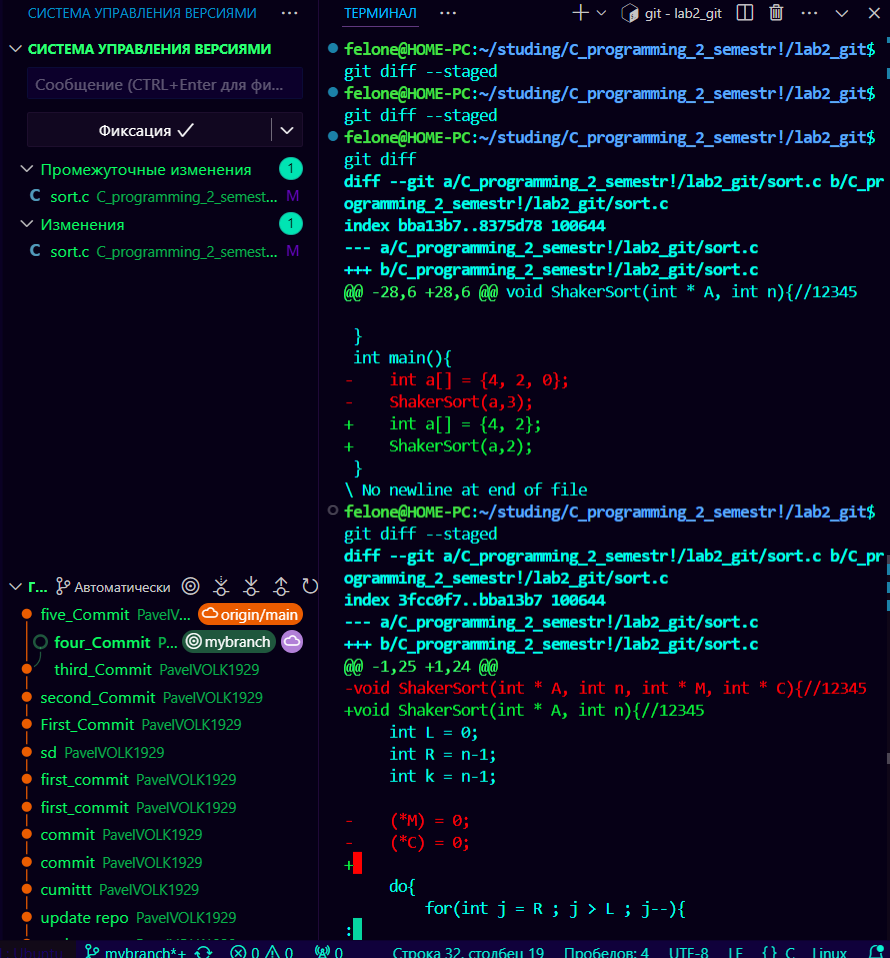 СИСТЕМА УПРАВЛЕНИЯ ВЕРСИЯМИ ···
СИСТЕМА УПРАВЛЕНИЯ ВЕРСИЯМИ
Сообщение (CTRL+Enter для фи...
Фиксация
Промежуточные изменения 1
C sort.c C_programming_2_semest... M
Изменения 1
C sort.c C_programming_2_semest... M
Г... Автоматически
five_Commit PavelV... origin/main
four_Commit P... mybranch
third_Commit PavelVOLK1929
second_Commit PavelVOLK1929
First_Commit PavelVOLK1929
sd PavelVOLK1929
first_commit PavelVOLK1929
first_commit PavelVOLK1929
commit PavelVOLK1929
commit PavelVOLK1929
cumittt PavelVOLK1929
update repo PavelVOLK1929
ТЕРМИНАЛ ··· git - lab2_git ···
felone@HOME-PC:~/studing/C_programming_2_semestr!/lab2_git$
git diff --staged
felone@HOME-PC:~/studing/C_programming_2_semestr!/lab2_git$
git diff --staged
felone@HOME-PC:~/studing/C_programming_2_semestr!/lab2_git$
git diff
diff --git a/C_programming_2_semestr!/lab2_git/sort.c b/C_pr
ogramming_2_semestr!/lab2_git/sort.c
index bba13b7..8375d78 100644
--- a/C_programming_2_semestr!/lab2_git/sort.c
+++ b/C_programming_2_semestr!/lab2_git/sort.c
@@ -28,6 +28,6 @@ void ShakerSort(int * A, int n){//12345
}
int main(){
-    int a[] = {4, 2, 0};
-    ShakerSort(a,3);
+    int a[] = {4, 2};
+    ShakerSort(a,2);
}
\ No newline at end of file
felone@HOME-PC:~/studing/C_programming_2_semestr!/lab2_git$
git diff --staged
diff --git a/C_programming_2_semestr!/lab2_git/sort.c b/C_pr
ogramming_2_semestr!/lab2_git/sort.c
index 3fcc0f7..bba13b7 100644
--- a/C_programming_2_semestr!/lab2_git/sort.c
+++ b/C_programming_2_semestr!/lab2_git/sort.c
@@ -1,25 +1,24 @@
-void ShakerSort(int * A, int n, int * M, int * C){//12345
+void ShakerSort(int * A, int n){//12345
int L = 0;
int R = n-1;
int k = n-1;
-    (*M) = 0;
-    (*C) = 0;
+
do{
for(int j = R ; j > L ; j--){
:
mybranch*+ 0 0 0 Строка 32, столбец 19 Пробелов: 4 UTF-8 LF {} C Linux